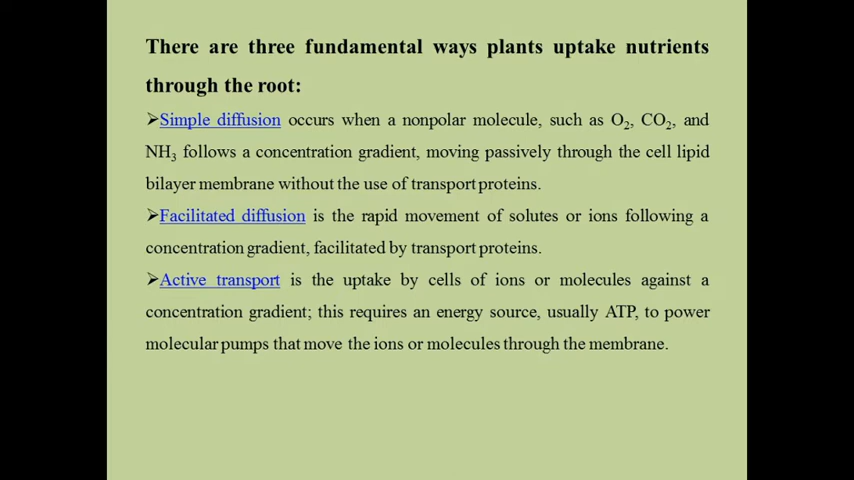 There are three fundamental ways plants uptake nutrients
through the root:
➢Simple diffusion occurs when a nonpolar molecule, such as O₂, CO₂, and
NH₃ follows a concentration gradient, moving passively through the cell lipid
bilayer membrane without the use of transport proteins.
➢Facilitated diffusion is the rapid movement of solutes or ions following a
concentration gradient, facilitated by transport proteins.
➢Active transport is the uptake by cells of ions or molecules against a
concentration gradient; this requires an energy source, usually ATP, to power
molecular pumps that move the ions or molecules through the membrane.